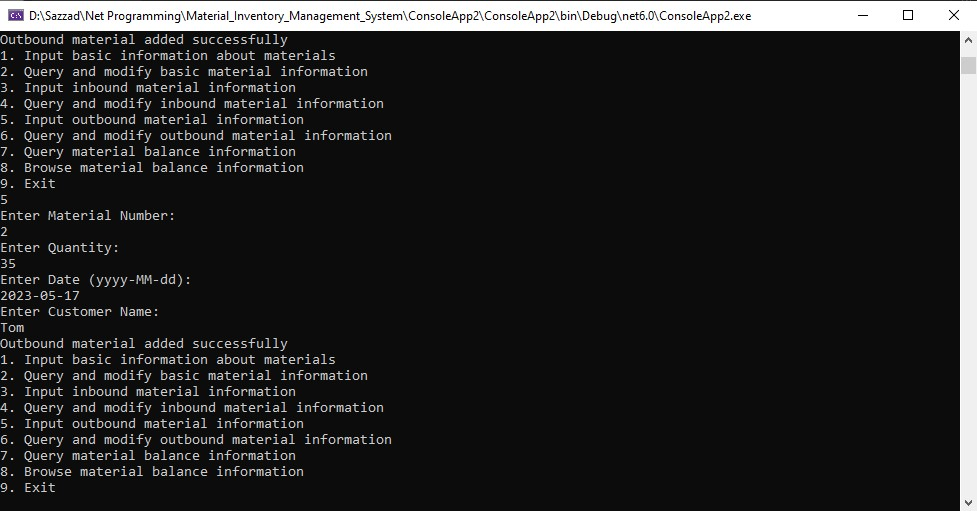 D:\Sazzad\Net Programming\Material_Inventory_Management_System\ConsoleApp2\ConsoleApp2\bin\Debug\net6.0\ConsoleApp2.exe
Outbound material added successfully
1. Input basic information about materials
2. Query and modify basic material information
3. Input inbound material information
4. Query and modify inbound material information
5. Input outbound material information
6. Query and modify outbound material information
7. Query material balance information
8. Browse material balance information
9. Exit
5
Enter Material Number:
2
Enter Quantity:
35
Enter Date (yyyy-MM-dd):
2023-05-17
Enter Customer Name:
Tom
Outbound material added successfully
1. Input basic information about materials
2. Query and modify basic material information
3. Input inbound material information
4. Query and modify inbound material information
5. Input outbound material information
6. Query and modify outbound material information
7. Query material balance information
8. Browse material balance information
9. Exit